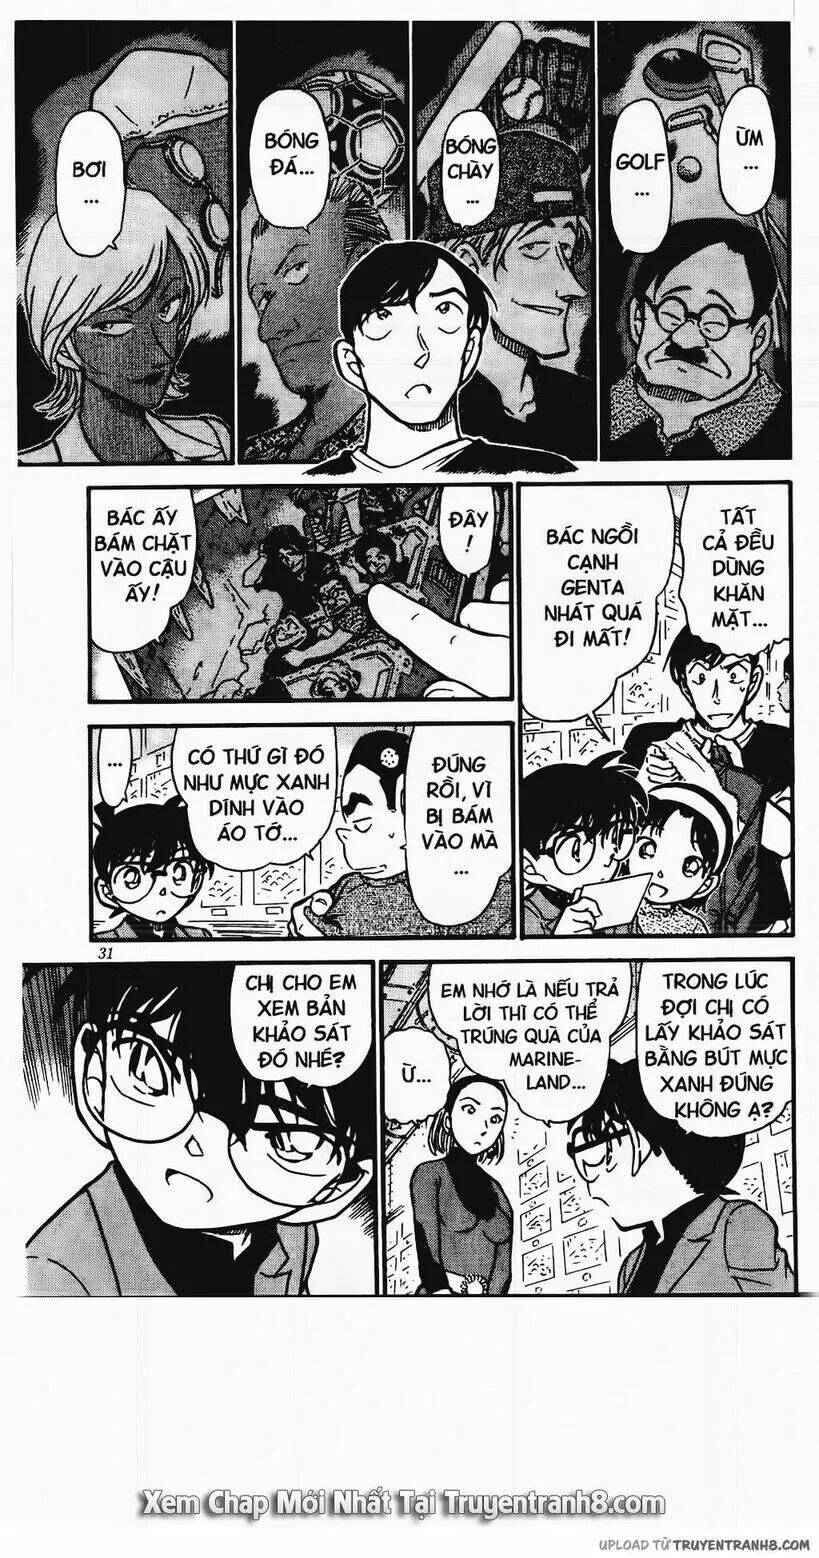 ỪM
...
GOLF
...
BÓNG
CHÀY
...
BÓNG
ĐÁ...
BƠI
...
TẤT
CẢ ĐỀU
DÙNG
KHĂN
MẶT...
BÁC NGỒI
CẠNH
GENTA
NHÁT QUÁ
ĐI MẤT!
ĐÂY
!
BÁC ẤY
BÁM CHẶT
VÀO CẬU
ẤY!
ĐÚNG
RỒI, VÌ
BỊ BÁM
VÀO MÀ
...
CÓ THỨ GÌ ĐÓ
NHƯ MỰC XANH
DÍNH VÀO
ÁO TỚ...
...
31
TRONG LÚC
ĐỢI CHỊ CÓ
LẤY KHẢO SÁT
BẰNG BÚT MỰC
XANH ĐÚNG
KHÔNG Ạ?
EM NHỚ LÀ NẾU TRẢ
LỜI THÌ CÓ THỂ
TRÚNG QUÀ CỦA
MARINE-
LAND...
Ừ...
CHỊ CHO EM
XEM BẢN
KHẢO SÁT
ĐÓ NHÉ?
Xem Chap Mới Nhất Tại Truyentranh8.com
UPLOAD TỪ TRUYENTRANH8.COM